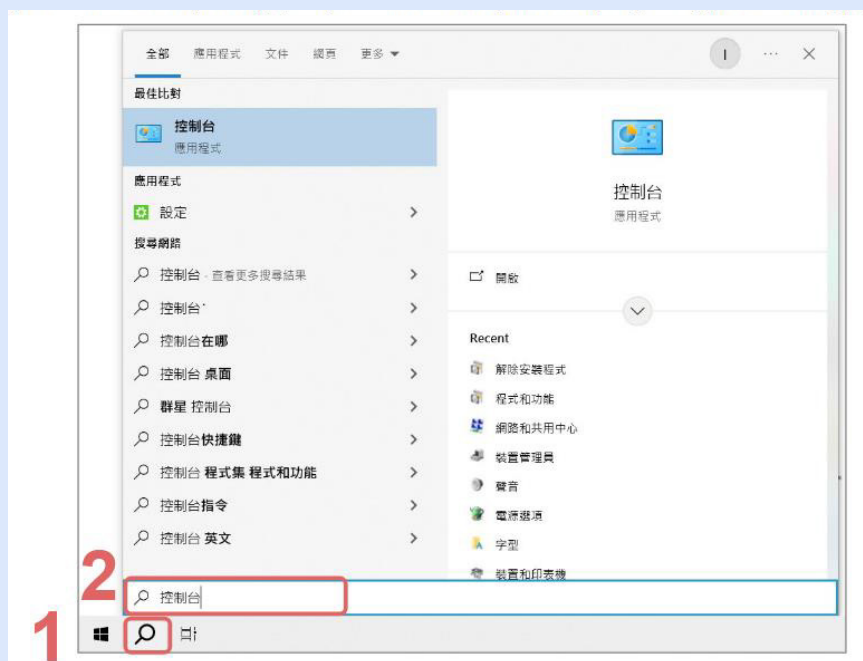 全部 應用程式 文件 網頁 更多
I
最佳比對
控制台
應用程式
應用程式
設定
搜尋網路
控制台 - 查看更多搜尋結果
控制台˙
控制台在哪
控制台 桌面
群星 控制台
控制台快捷鍵
控制台 程式集 程式和功能
控制台指令
控制台 英文
控制台
應用程式
開啟
Recent
解除安裝程式
程式和功能
網路和共用中心
裝置管理員
聲音
電源選項
字型
裝置和印表機
2
控制台
1